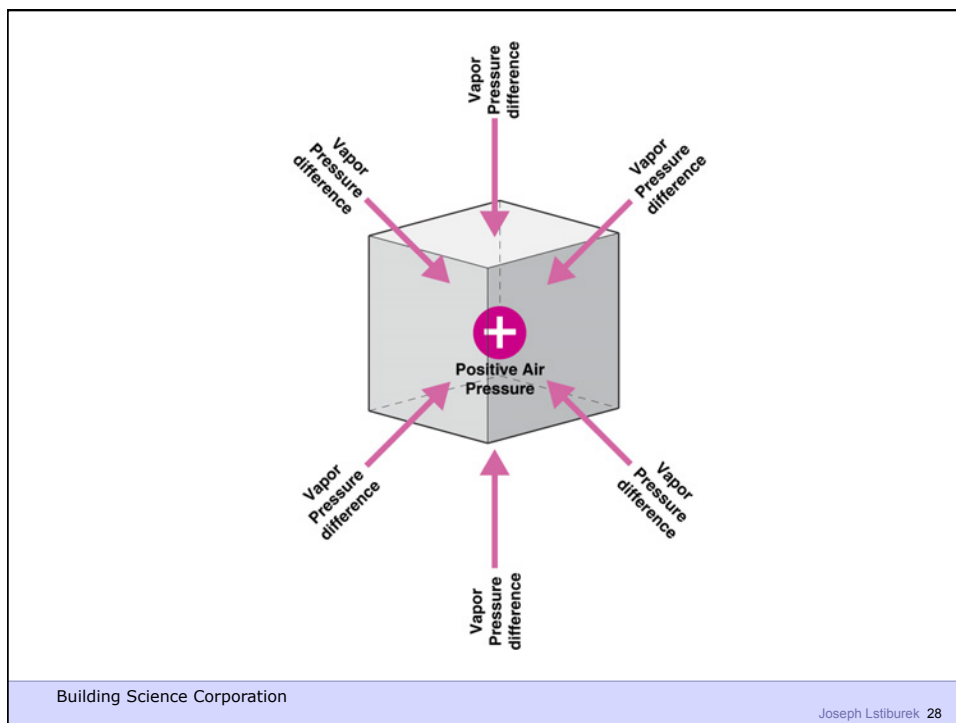 Vapor
Pressure
difference
Vapor
Pressure
difference
Vapor
Pressure
difference
+
Positive Air
Pressure
Vapor
Pressure
difference
Vapor
Pressure
difference
Vapor
Pressure
difference
Building Science Corporation
Joseph Lstiburek 28